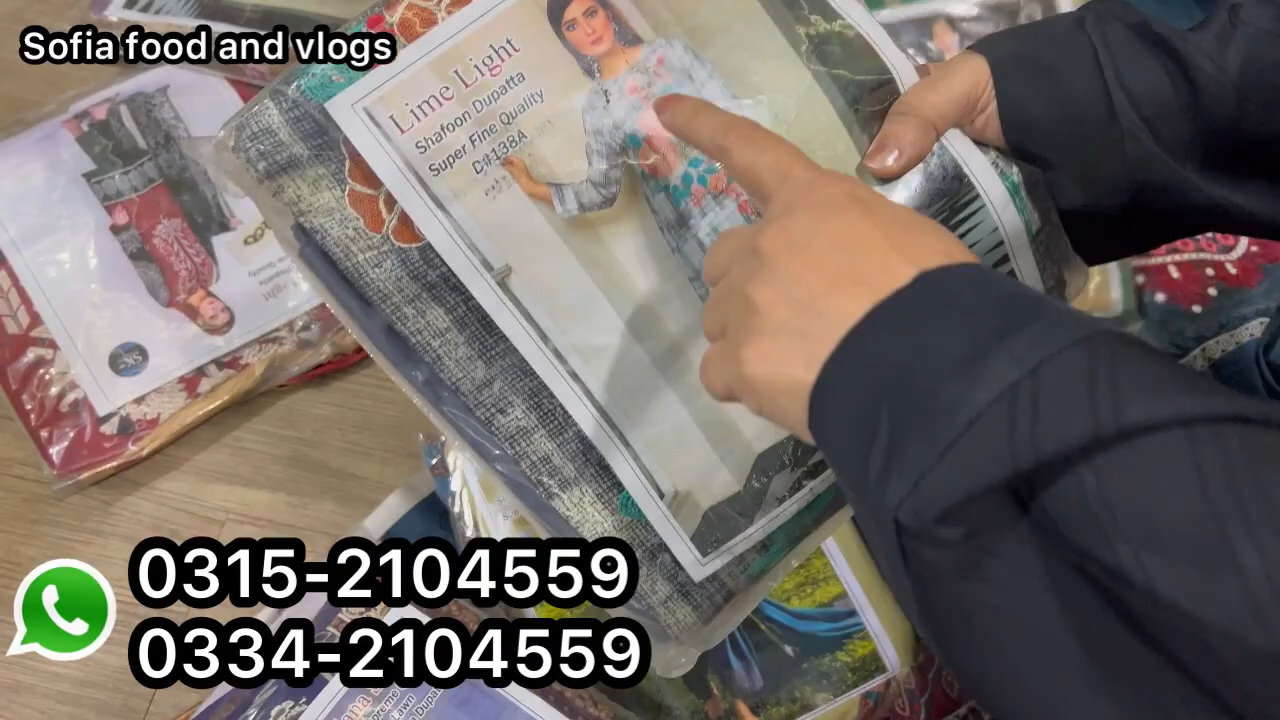 Sofia food and vlogs
Lime Light
Shafoon Dupatta
Super Fine Quality
D#138A
0315-2104559
0334-2104559